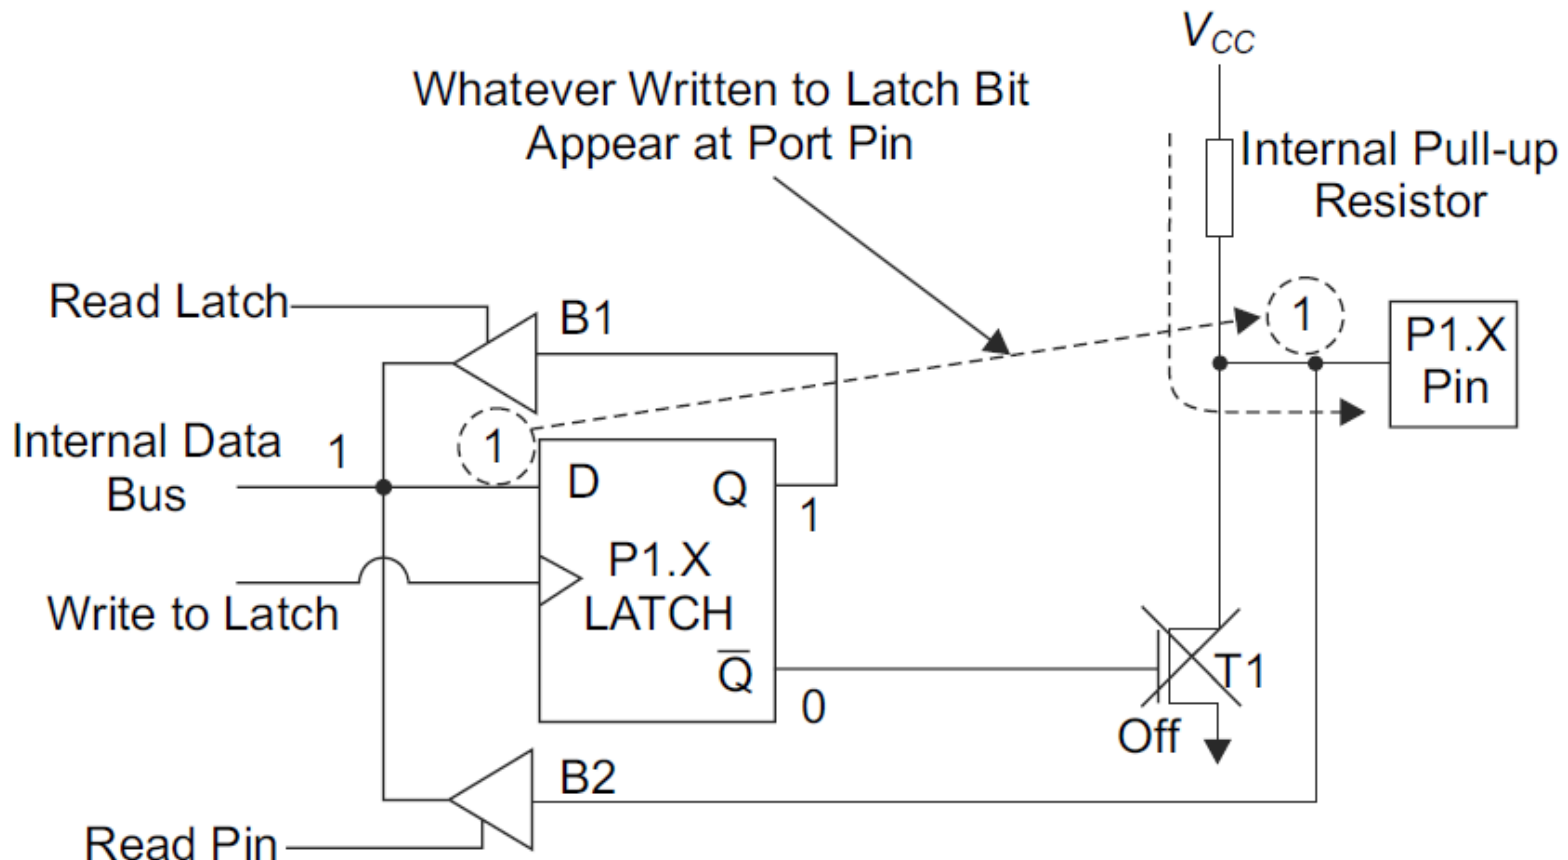 V_CC
Whatever Written to Latch Bit
Appear at Port Pin
Internal Pull-up
Resistor
Read Latch
B1
1
P1.X
Pin
Internal Data
Bus
1
1
D
Q
1
P1.X
LATCH
Write to Latch
Q̅
0
T1
Off
B2
Read Pin